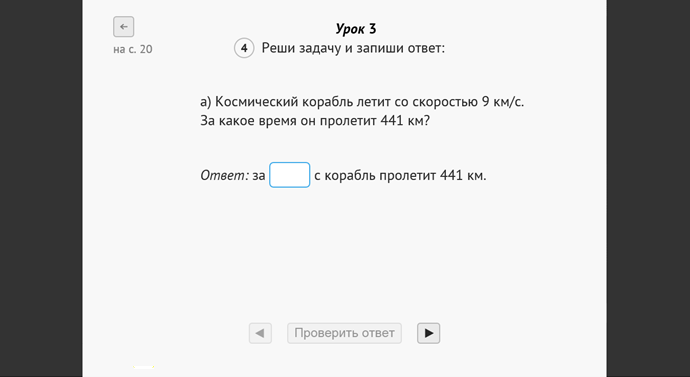 ←
Урок 3
на с. 20
4 Реши задачу и запиши ответ:
а) Космический корабль летит со скоростью 9 км/с.
За какое время он пролетит 441 км?
Ответ: за с корабль пролетит 441 км.
◀ Проверить ответ ▶